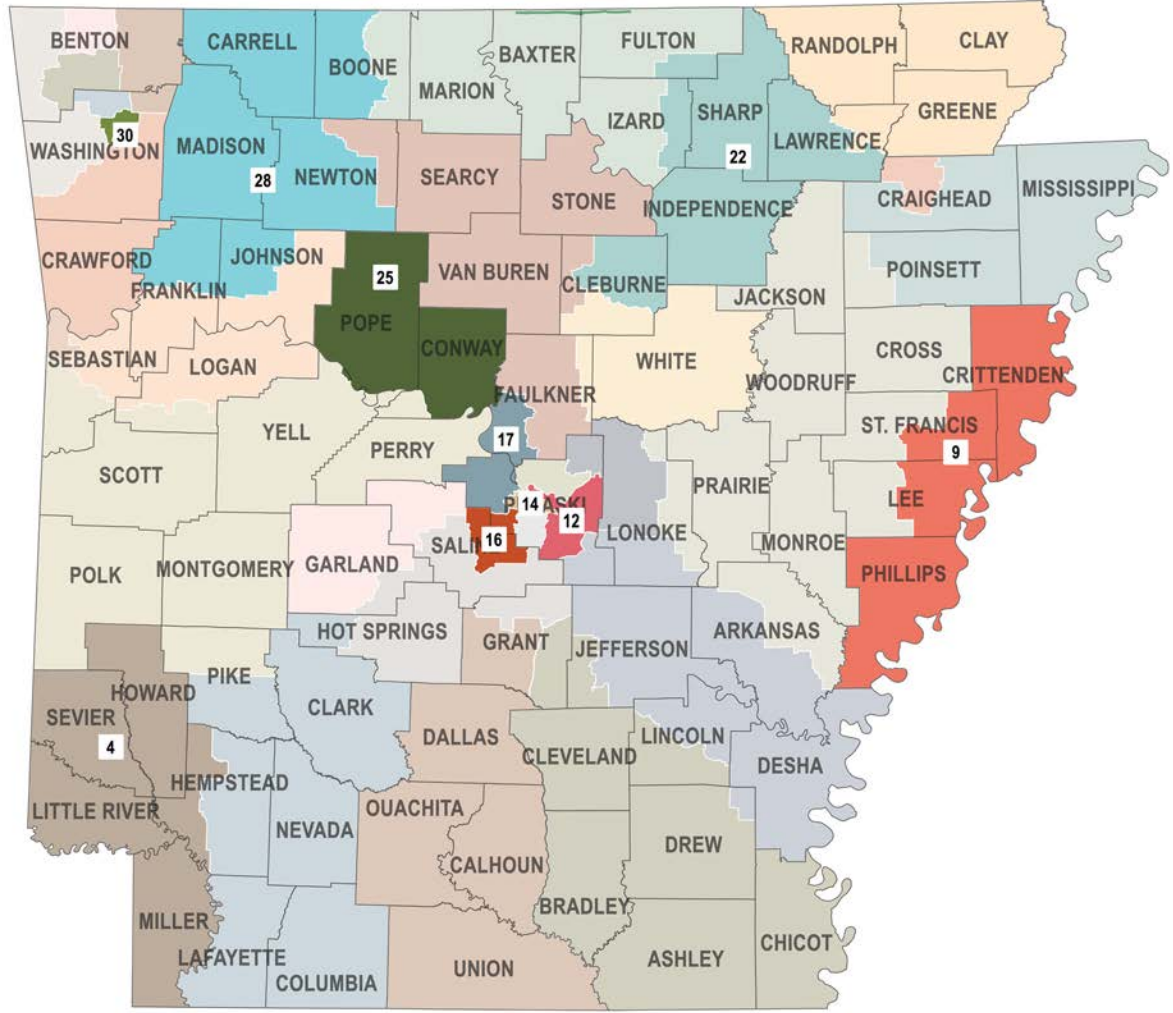 BENTON
CARRELL
BOONE
MARION
BAXTER
FULTON
RANDOLPH
CLAY
GREENE
IZARD
SHARP
LAWRENCE
30
WASHINGTON
MADISON
28
NEWTON
SEARCY
STONE
22
INDEPENDENCE
CRAIGHEAD
MISSISSIPPI
CRAWFORD
FRANKLIN
JOHNSON
25
POPE
VAN BUREN
CLEBURNE
JACKSON
POINSETT
SEBASTIAN
LOGAN
CONWAY
FAULKNER
WHITE
WOODRUFF
CROSS
CRITTENDEN
SCOTT
YELL
PERRY
17
ST. FRANCIS
9
PRAIRIE
LEE
14
12
16
LONOKE
MONROE
POLK
MONTGOMERY
GARLAND
PHILLIPS
HOT SPRINGS
GRANT
JEFFERSON
ARKANSAS
PIKE
HOWARD
SEVIER
4
CLARK
DALLAS
CLEVELAND
LINCOLN
DESHA
HEMPSTEAD
LITTLE RIVER
NEVADA
OUACHITA
CALHOUN
DREW
BRADLEY
MILLER
LAFAYETTE
COLUMBIA
UNION
ASHLEY
CHICOT